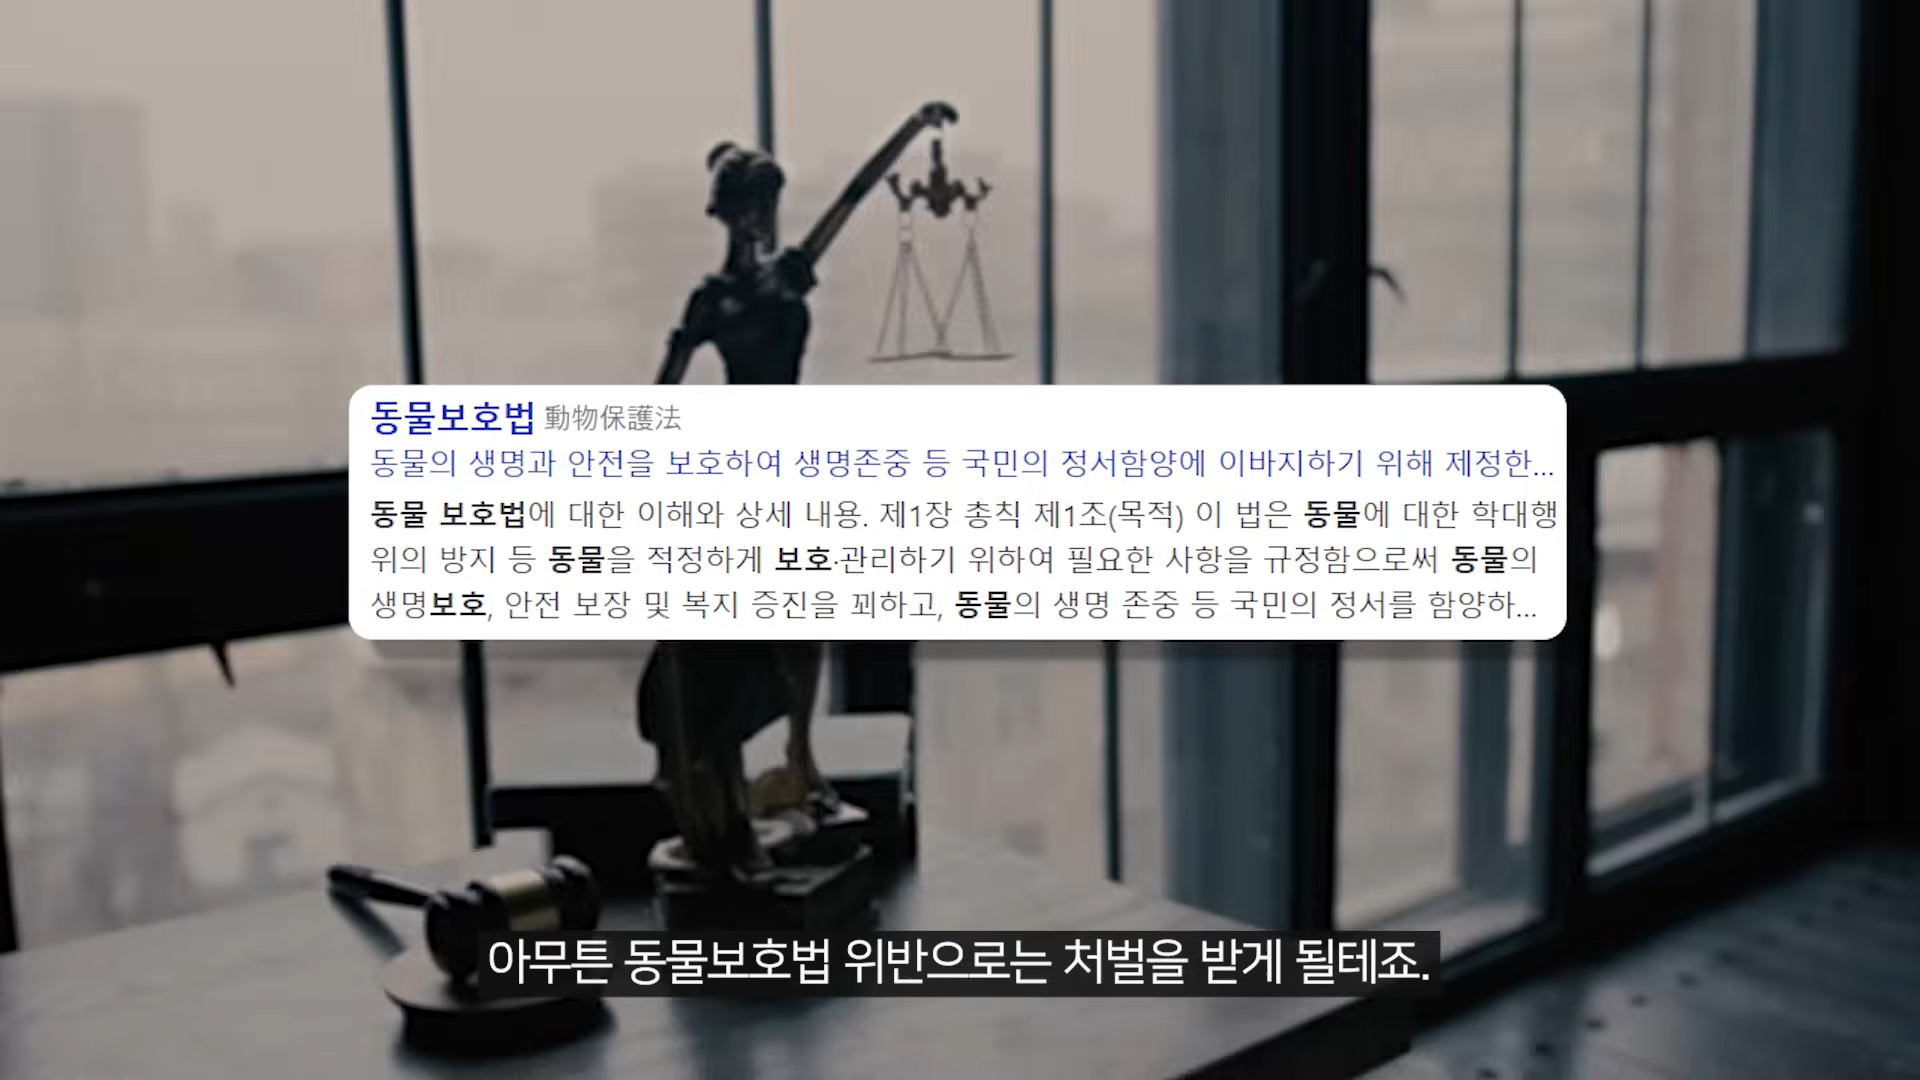 동물보호법 動物保護法
동물의 생명과 안전을 보호하여 생명존중 등 국민의 정서함양에 이바지하기 위해 제정한...
동물 보호법에 대한 이해와 상세 내용. 제1장 총칙 제1조(목적) 이 법은 동물에 대한 학대행
위의 방지 등 동물을 적정하게 보호·관리하기 위하여 필요한 사항을 규정함으로써 동물의
생명보호, 안전 보장 및 복지 증진을 꾀하고, 동물의 생명 존중 등 국민의 정서를 함양하...
아무튼 동물보호법 위반으로는 처벌을 받게 될테죠.